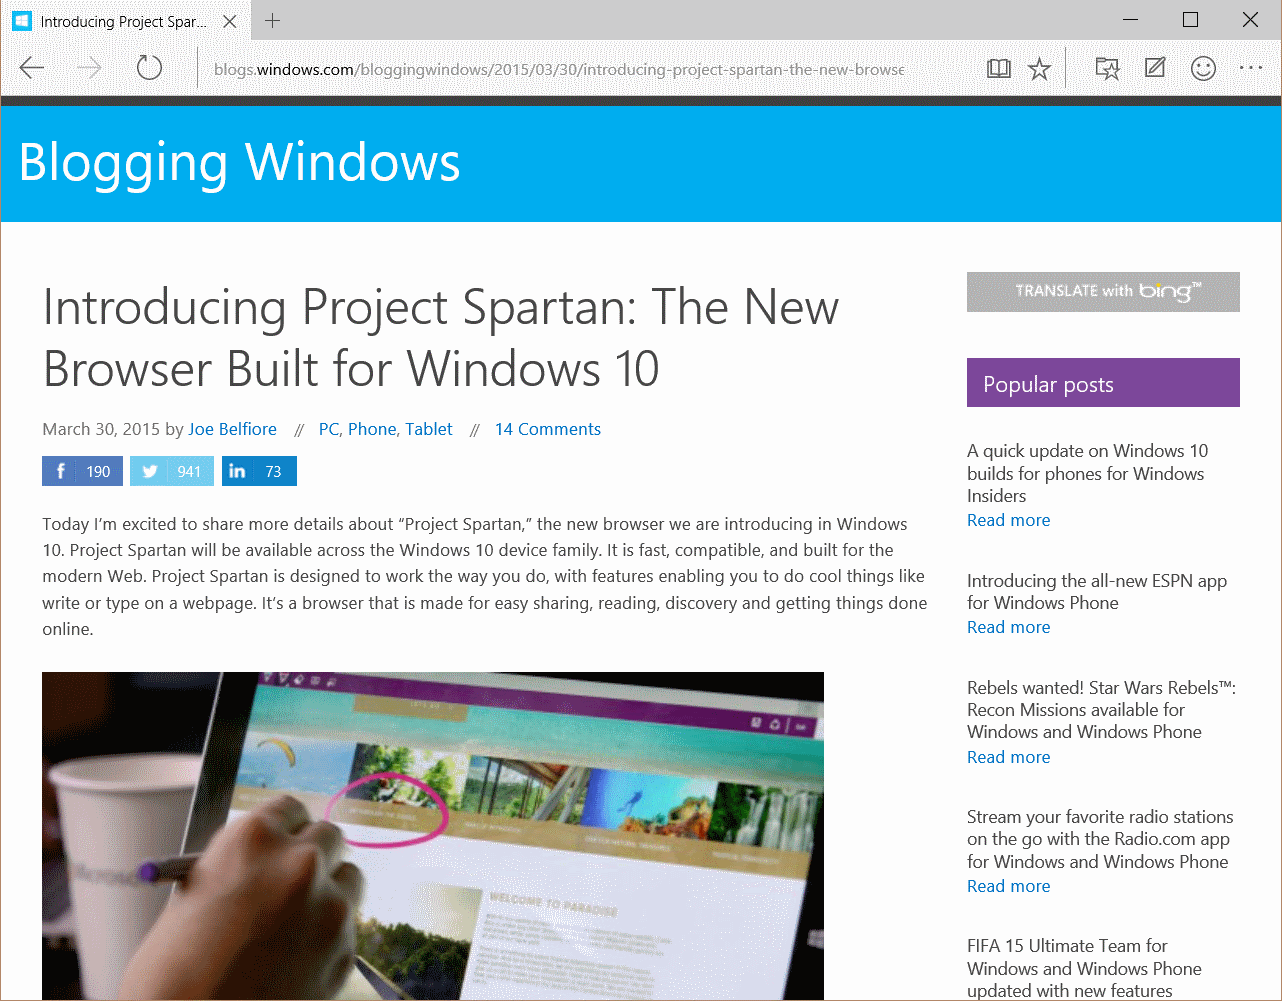 Introducing Project Spar...
blogs.windows.com/bloggingwindows/2015/03/30/introducing-project-spartan-the-new-browse
Blogging Windows
Introducing Project Spartan: The New
Browser Built for Windows 10
March 30, 2015 by Joe Belfiore // PC, Phone, Tablet // 14 Comments
f 190 941 in 73
Today I’m excited to share more details about “Project Spartan,” the new browser we are introducing in Windows
10. Project Spartan will be available across the Windows 10 device family. It is fast, compatible, and built for the
modern Web. Project Spartan is designed to work the way you do, with features enabling you to do cool things like
write or type on a webpage. It’s a browser that is made for easy sharing, reading, discovery and getting things done
online.
WELCOME TO PARADISE
TRANSLATE with bing™
Popular posts
A quick update on Windows 10
builds for phones for Windows
Insiders
Read more
Introducing the all-new ESPN app
for Windows Phone
Read more
Rebels wanted! Star Wars Rebels™:
Recon Missions available for
Windows and Windows Phone
Read more
Stream your favorite radio stations
on the go with the Radio.com app
for Windows and Windows Phone
Read more
FIFA 15 Ultimate Team for
Windows and Windows Phone
updated with new features